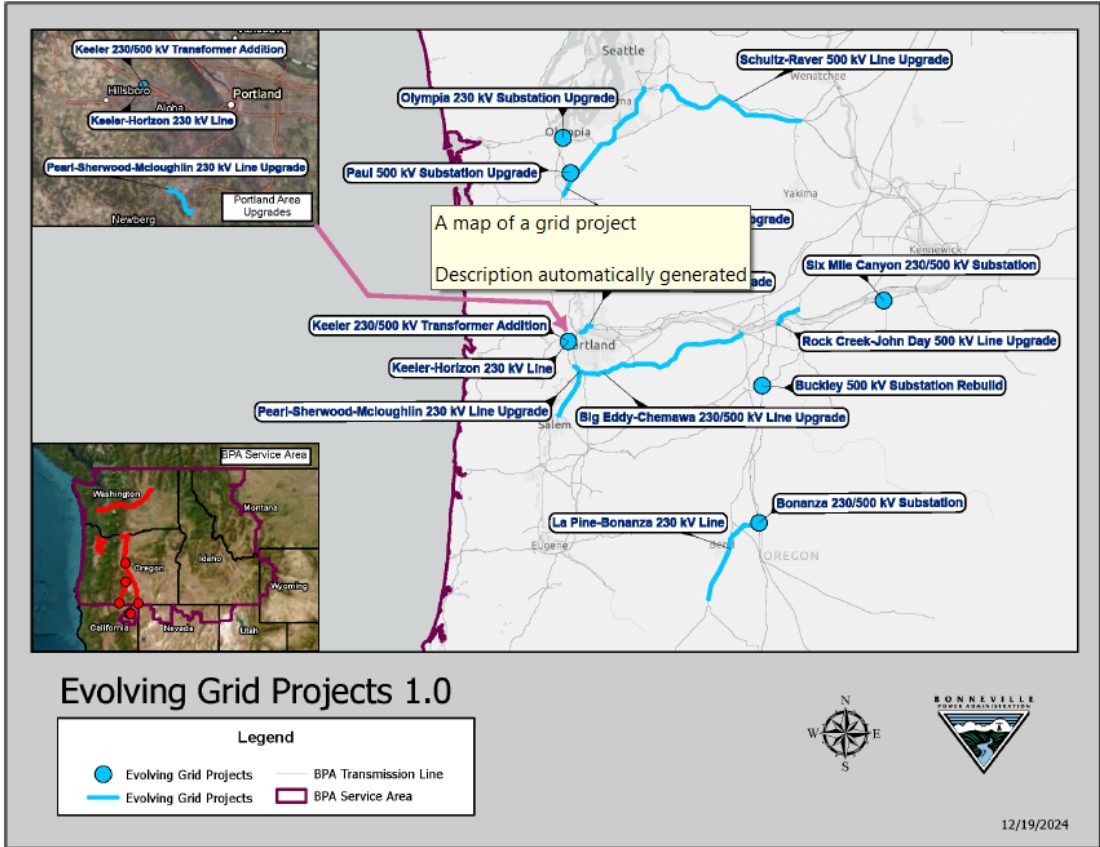 Vancouver
Keeler 230/500 kV Transformer Addition
Hillsboro
Portland
Aloha
Keeler-Horizon 230 kV Line
Pearl-Sherwood-Mcloughlin 230 kV Line Upgrade
Portland Area
Upgrades
Newberg
Seattle
Schultz-Raver 500 kV Line Upgrade
Wenatchee
Olympia 230 kV Substation Upgrade
ma
Olympia
Paul 500 kV Substation Upgrade
Yakima
A map of a grid project
Description automatically generated
pgrade
Kennewick
Six Mile Canyon 230/500 kV Substation
ade
Keeler 230/500 kV Transformer Addition
ortland
Rock Creek-John Day 500 kV Line Upgrade
Keeler-Horizon 230 kV Line
Buckley 500 kV Substation Rebuild
Pearl-Sherwood-Mcloughlin 230 kV Line Upgrade
Big Eddy-Chemawa 230/500 kV Line Upgrade
Salem
BPA Service Area
Washington
Montana
Oregon
Idaho
Wyoming
California
Nevada
Utah
Bonanza 230/500 kV Substation
La Pine-Bonanza 230 kV Line
Eugene
Bend
OREGON
Evolving Grid Projects 1.0
Legend
Evolving Grid Projects
BPA Transmission Line
Evolving Grid Projects
BPA Service Area
N
W
E
S
BONNEVILLE
POWER ADMINISTRATION
12/19/2024